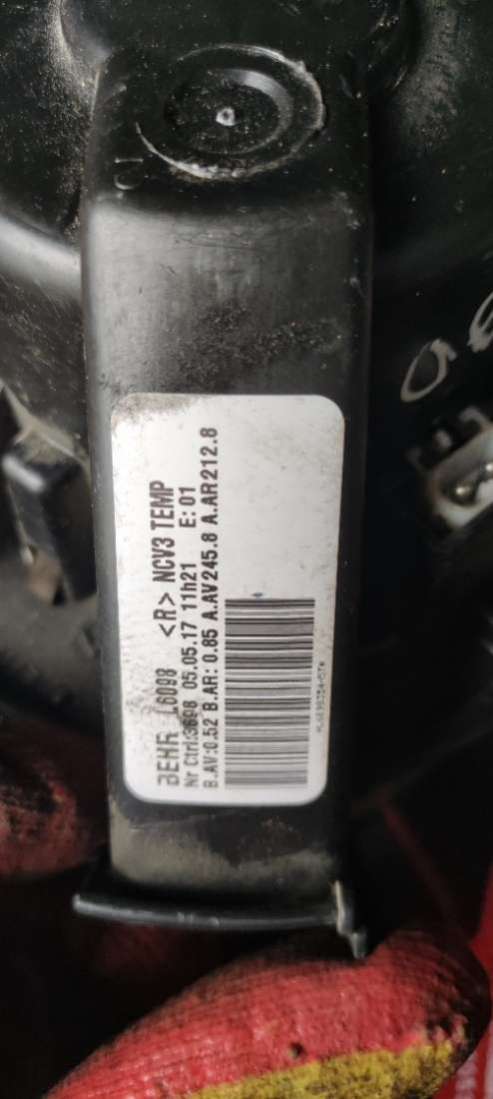 BEHR L6098 <R> NCV3 TEMP
Nr Ctrl:3698 05.05.17 11h21 E: 01
B.AV:0.52 B.AR: 0.85 A.AV245.8 A.AR212.8